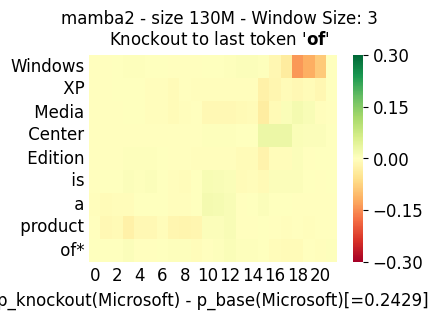 mamba2 - size 130M - Window Size: 3
Knockout to last token 'of'
Windows
XP
Media
Center
Edition
is
a
product
of*
0 2 4 6 8 10 12 14 16 18 20
0.30
0.15
0.00
−0.15
−0.30
p_knockout(Microsoft) - p_base(Microsoft)[=0.2429]